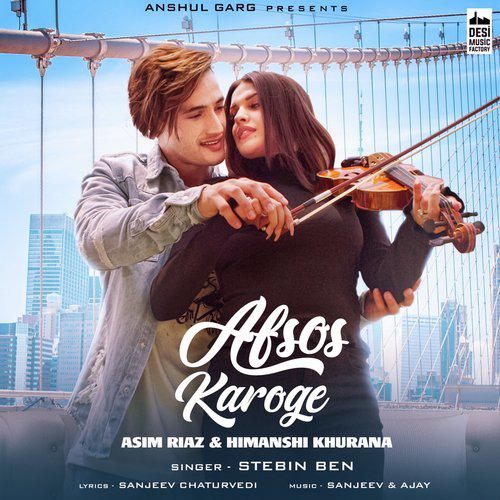 ANSHUL GARG PRESENTS
DESI
MUSIC
FACTORY
Afsos
Karoge
ASIM RIAZ & HIMANSHI KHURANA
SINGER - STEBIN BEN
LYRICS - SANJEEV CHATURVEDI MUSIC - SANJEEV & AJAY